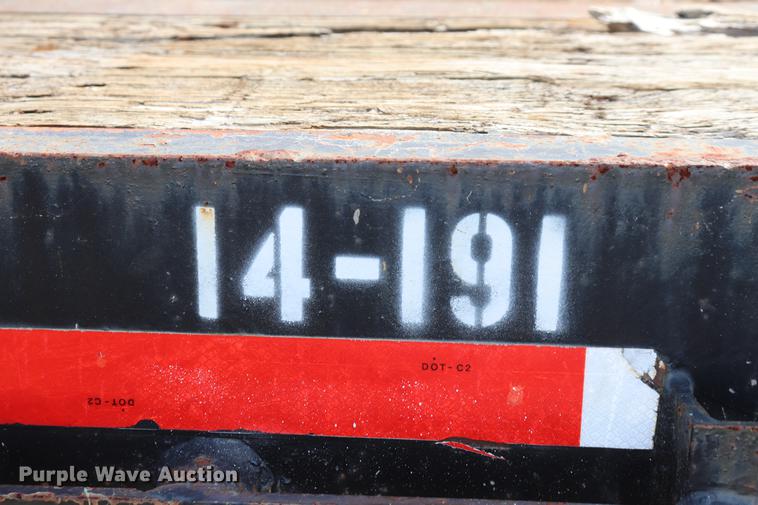 14-191
DOT-C2
DOT-C2
Purple Wave Auction